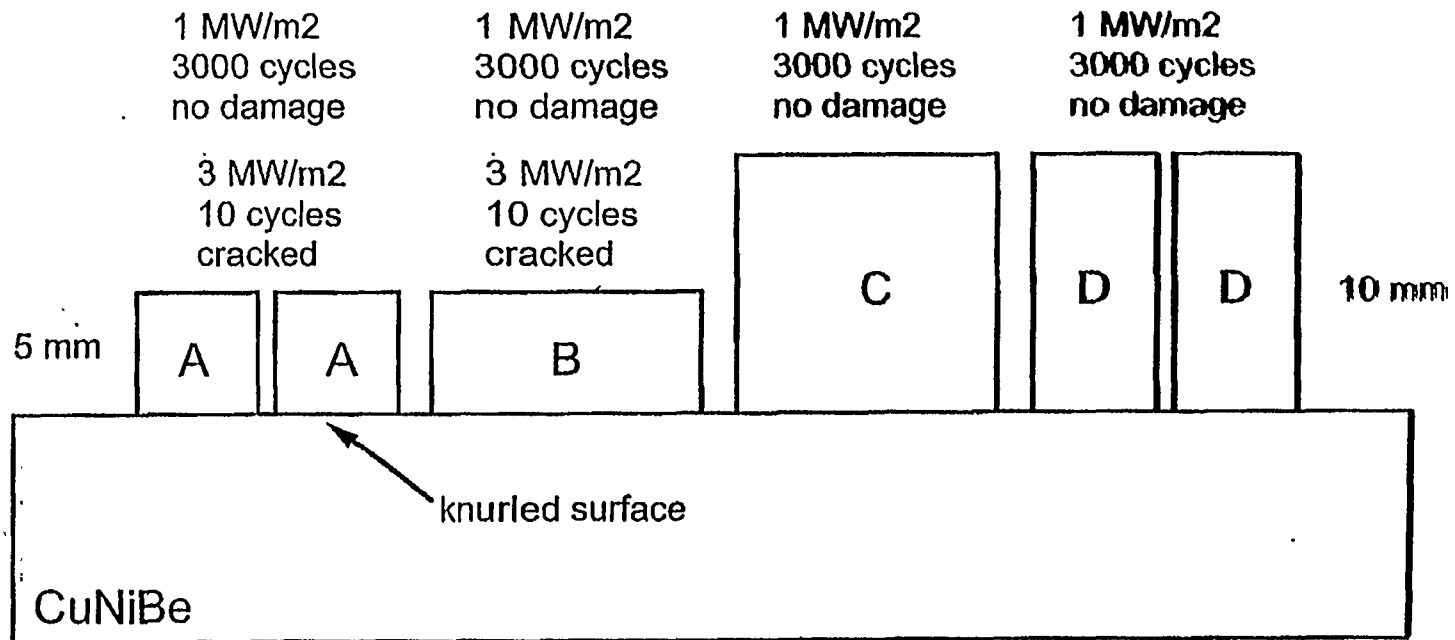 1 MW/m2
3000 cycles
no damage
1 MW/m2
3000 cycles
no damage
1 MW/m2
3000 cycles
no damage
1 MW/m2
3000 cycles
no damage
3 MW/m2
10 cycles
cracked
3 MW/m2
10 cycles
cracked
5 mm
A
A
B
C
D
D
10 mm
knurled surface
CuNiBe